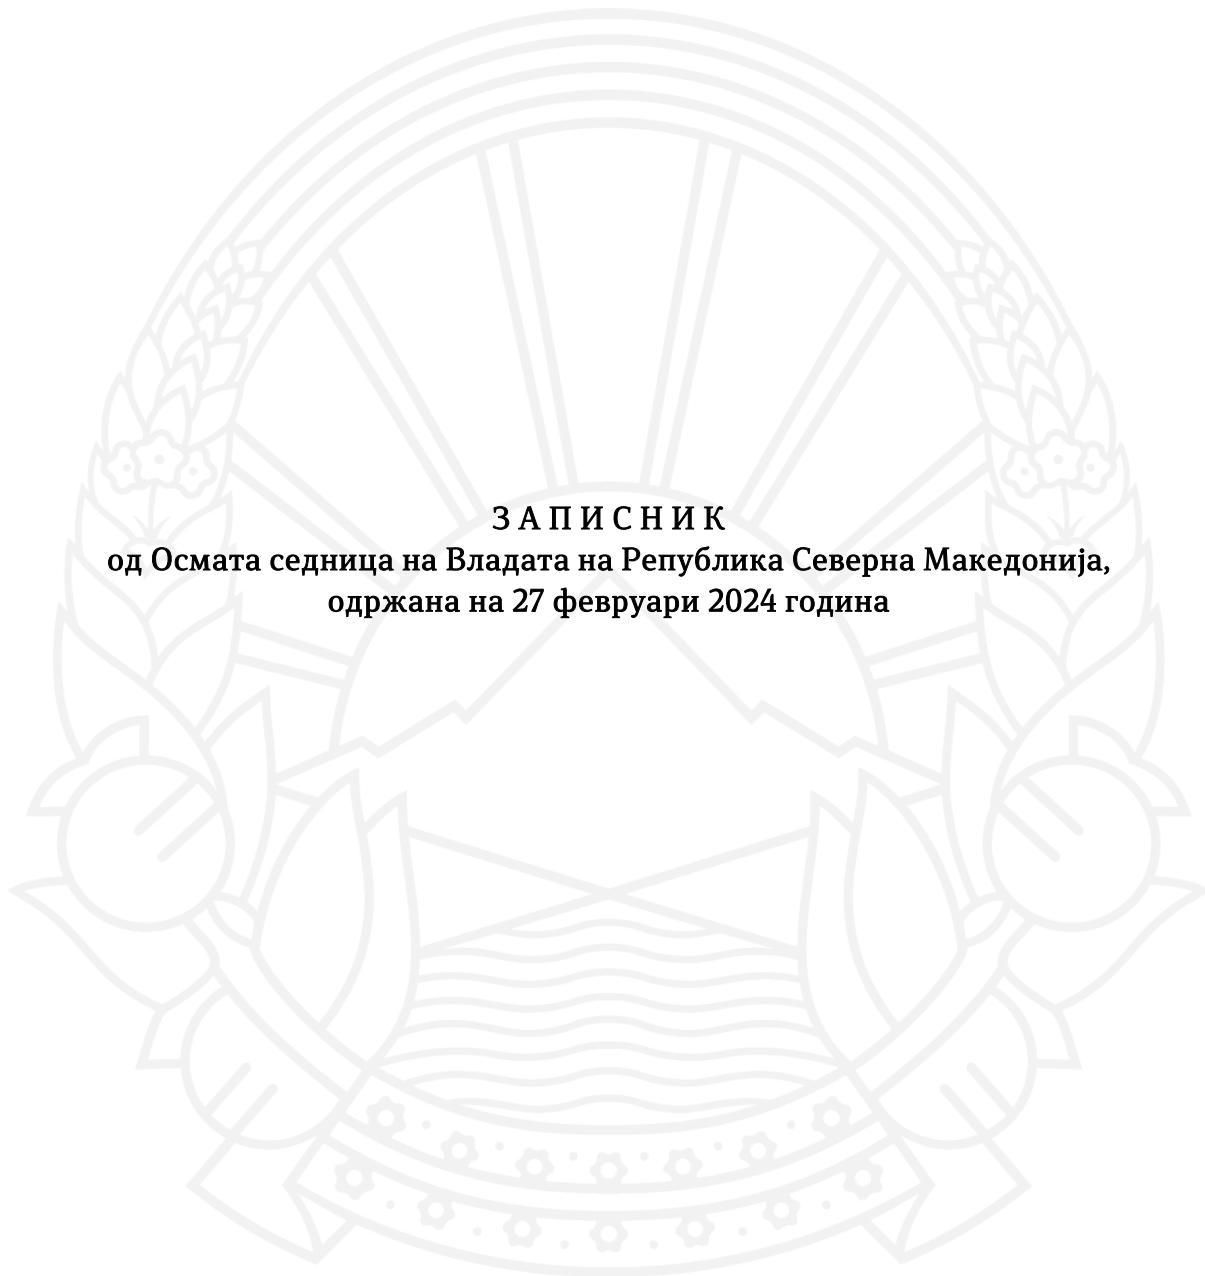 З А П И С Н И К
од Осмата седница на Владата на Република Северна Македонија,
одржана на 27 февруари 2024 година